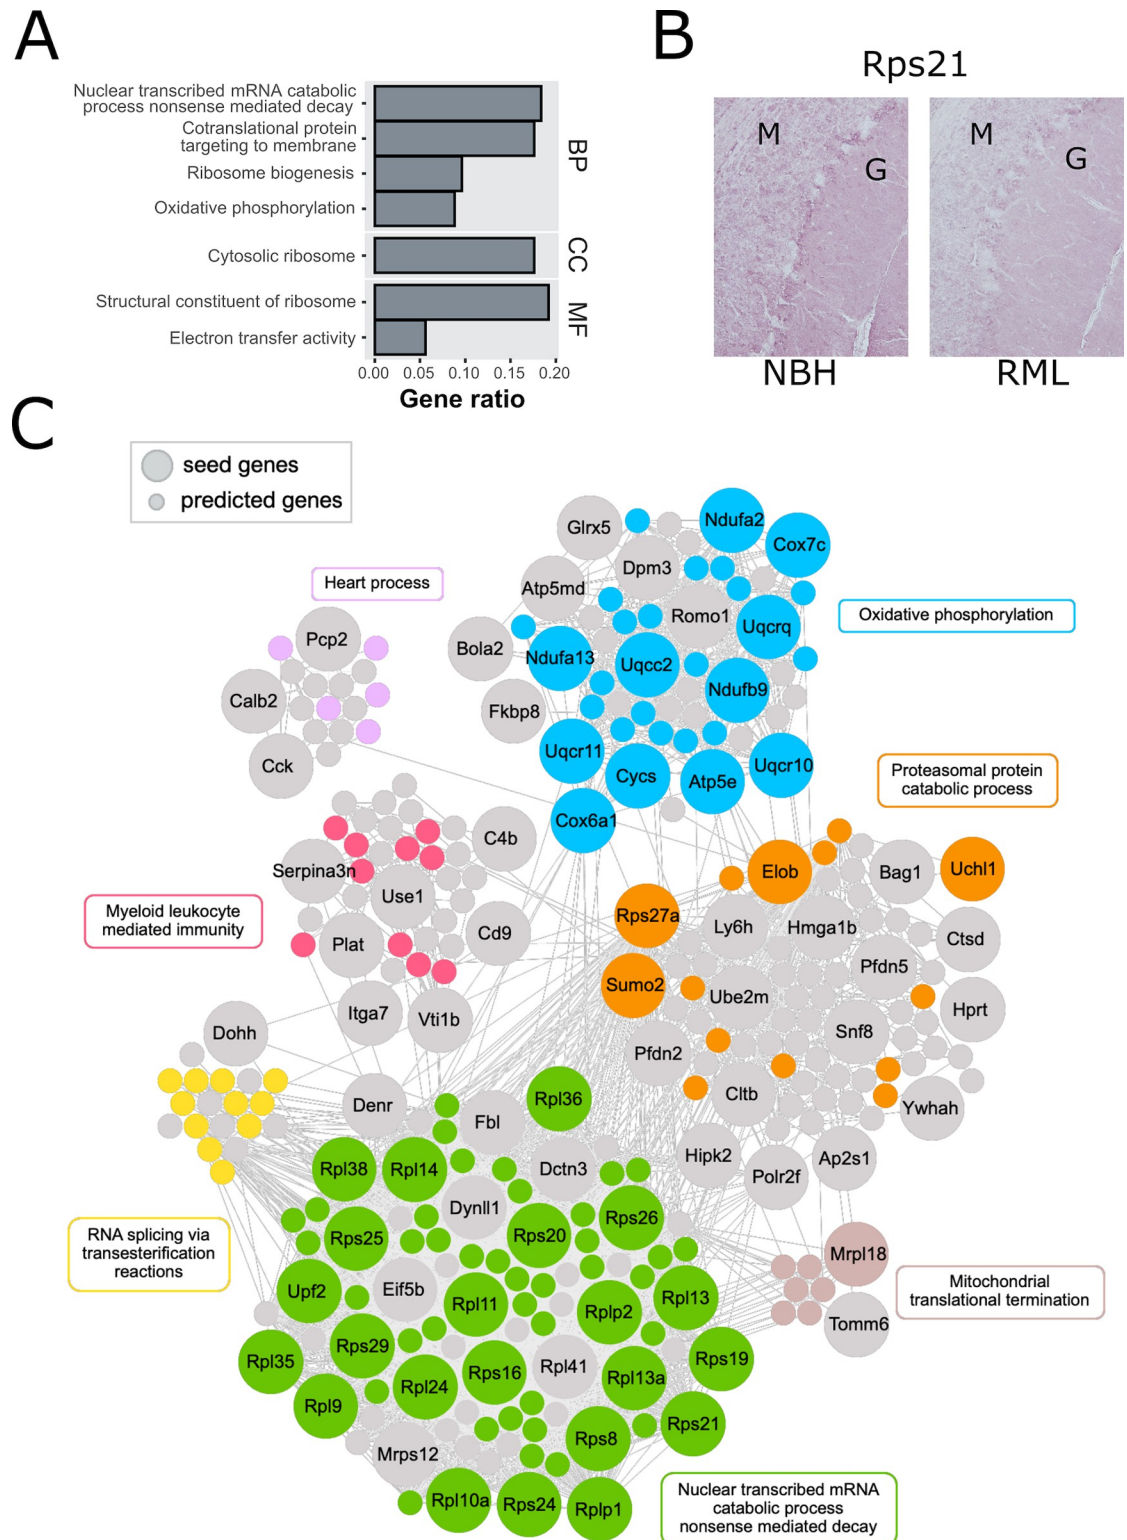 A
Nuclear transcribed mRNA catabolic
process nonsense mediated decay
Cotranslational protein
targeting to membrane
Ribosome biogenesis
Oxidative phosphorylation
BP
Cytosolic ribosome
CC
Structural constituent of ribosome
Electron transfer activity
MF
0.00 0.05 0.10 0.15 0.20
Gene ratio
B
Rps21
M
G
M
G
NBH
RML
C
seed genes
predicted genes
Heart process
Pcp2
Calb2
Cck
Glrx5
Ndufa2
Cox7c
Dpm3
Atp5md
Romo1
Uqcrq
Bola2
Ndufa13
Uqcc2
Ndufb9
Fkbp8
Uqcr11
Cycs
Atp5e
Uqcr10
Cox6a1
Oxidative phosphorylation
Proteasomal protein
catabolic process
C4b
Serpina3n
Use1
Plat
Cd9
Itga7
Vti1b
Myeloid leukocyte
mediated immunity
Elob
Bag1
Uchl1
Rps27a
Ly6h
Hmga1b
Ctsd
Pfdn5
Sumo2
Ube2m
Hprt
Snf8
Pfdn2
Cltb
Ywhah
Hipk2
Polr2f
Ap2s1
Dohh
Denr
RNA splicing via
transesterification
reactions
Fbl
Rpl36
Rpl38
Rpl14
Dctn3
Dynll1
Rps26
Rps25
Rps20
Upf2
Eif5b
Rpl11
Rplp2
Rpl13
Rps29
Rpl35
Rpl24
Rps16
Rpl41
Rpl13a
Rps19
Rpl9
Rps8
Rps21
Mrps12
Rpl10a
Rps24
Rplp1
Mrpl18
Tomm6
Mitochondrial
translational termination
Nuclear transcribed mRNA
catabolic process
nonsense mediated decay